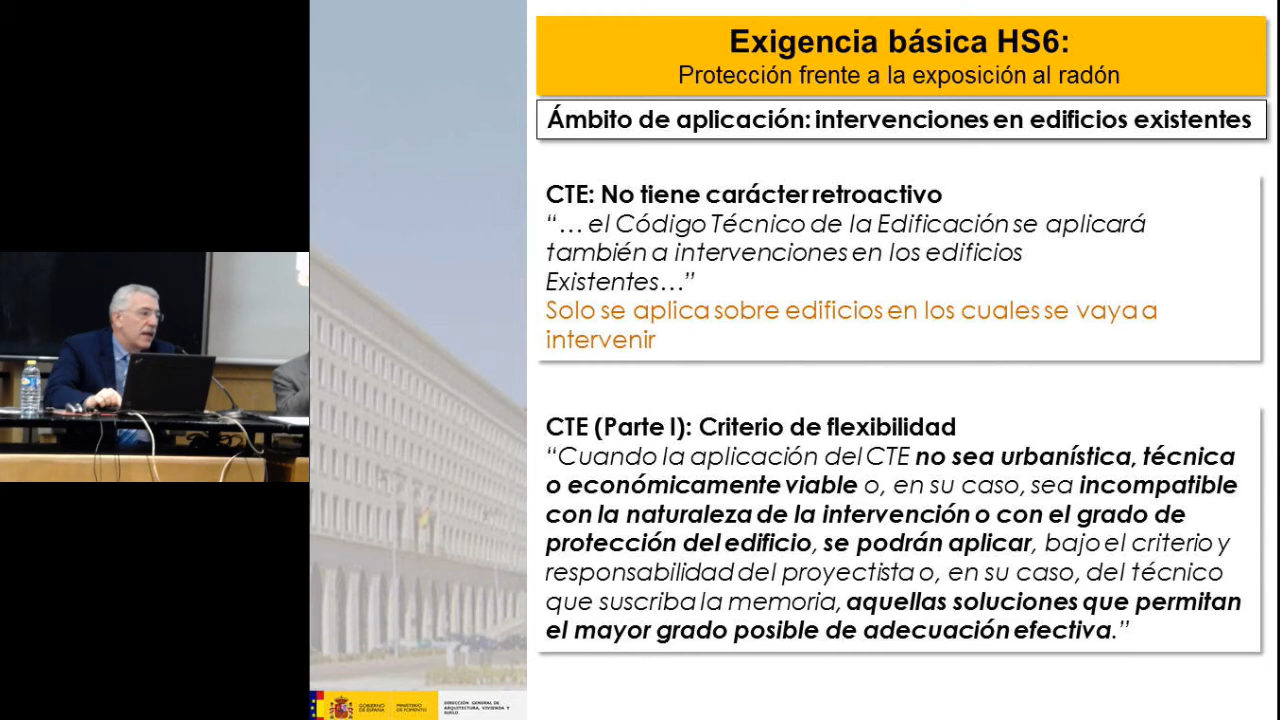 Exigencia básica HS6:
Protección frente a la exposición al radón
Ámbito de aplicación: intervenciones en edificios existentes
CTE: No tiene carácter retroactivo
“… el Código Técnico de la Edificación se aplicará
también a intervenciones en los edificios
Existentes…”
Solo se aplica sobre edificios en los cuales se vaya a
intervenir
CTE (Parte I): Criterio de flexibilidad
“Cuando la aplicación del CTE no sea urbanística, técnica
o económicamente viable o, en su caso, sea incompatible
con la naturaleza de la intervención o con el grado de
protección del edificio, se podrán aplicar, bajo el criterio y
responsabilidad del proyectista o, en su caso, del técnico
que suscriba la memoria, aquellas soluciones que permitan
el mayor grado posible de adecuación efectiva.”
GOBIERNO
DE ESPAÑA
MINISTERIO
DE FOMENTO
DIRECCIÓN GENERAL DE
ARQUITECTURA, VIVIENDA Y
SUELO